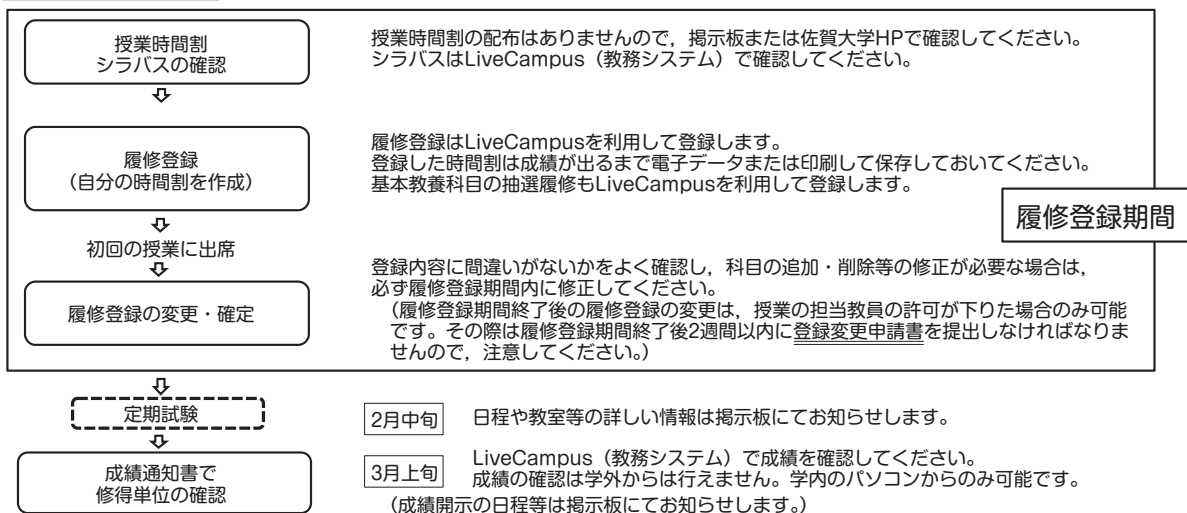 授業時間割
シラバスの確認
授業時間割の配布はありませんので，掲示板または佐賀大学HPで確認してください。
シラバスはLiveCampus（教務システム）で確認してください。
履修登録
（自分の時間割を作成）
履修登録はLiveCampusを利用して登録します。
登録した時間割は成績が出るまで電子データまたは印刷して保存しておいてください。
基本教養科目の抽選履修もLiveCampusを利用して登録します。
履修登録期間
初回の授業に出席
履修登録の変更・確定
登録内容に間違いがないかをよく確認し，科目の追加・削除等の修正が必要な場合は，
必ず履修登録期間内に修正してください。
（履修登録期間終了後の履修登録の変更は，授業の担当教員の許可が下りた場合のみ可能
です。その際は履修登録期間終了後2週間以内に登録変更申請書を提出しなければなりま
せんので，注意してください。）
定期試験
2月中旬
日程や教室等の詳しい情報は掲示板にてお知らせします。
成績通知書で
修得単位の確認
3月上旬
LiveCampus（教務システム）で成績を確認してください。
成績の確認は学外からは行えません。学内のパソコンからのみ可能です。
（成績開示の日程等は掲示板にてお知らせします。）